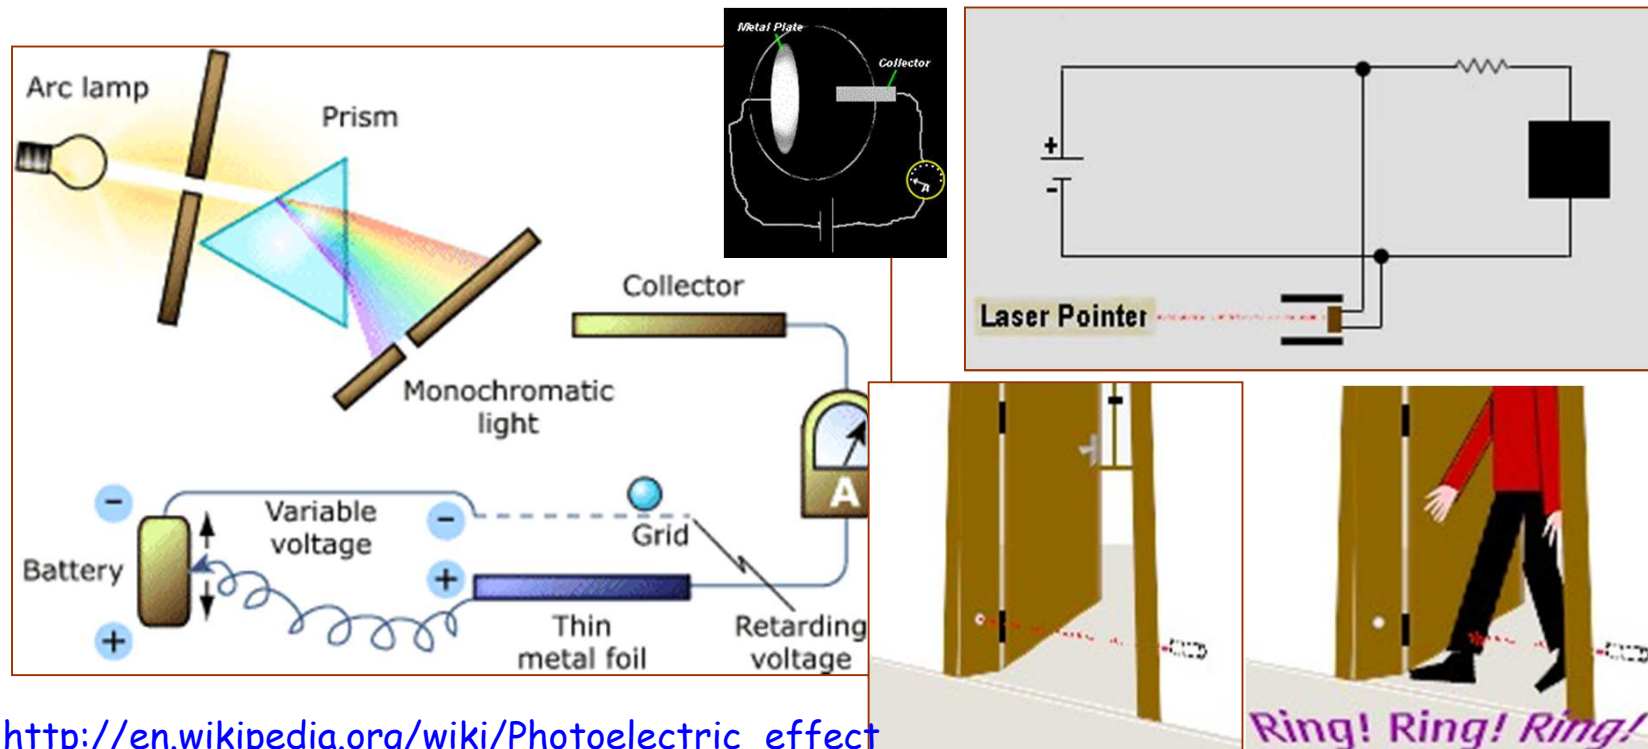 Arc lamp
Prism
Metal Plate
Collector
A
Collector
Monochromatic
light
A
−
Variable
voltage
−
Grid
Battery
+
+
Thin
metal foil
Retarding
voltage
+
-
Laser Pointer
Ring! Ring! Ring!
http://en.wikipedia.org/wiki/Photoelectric_effect